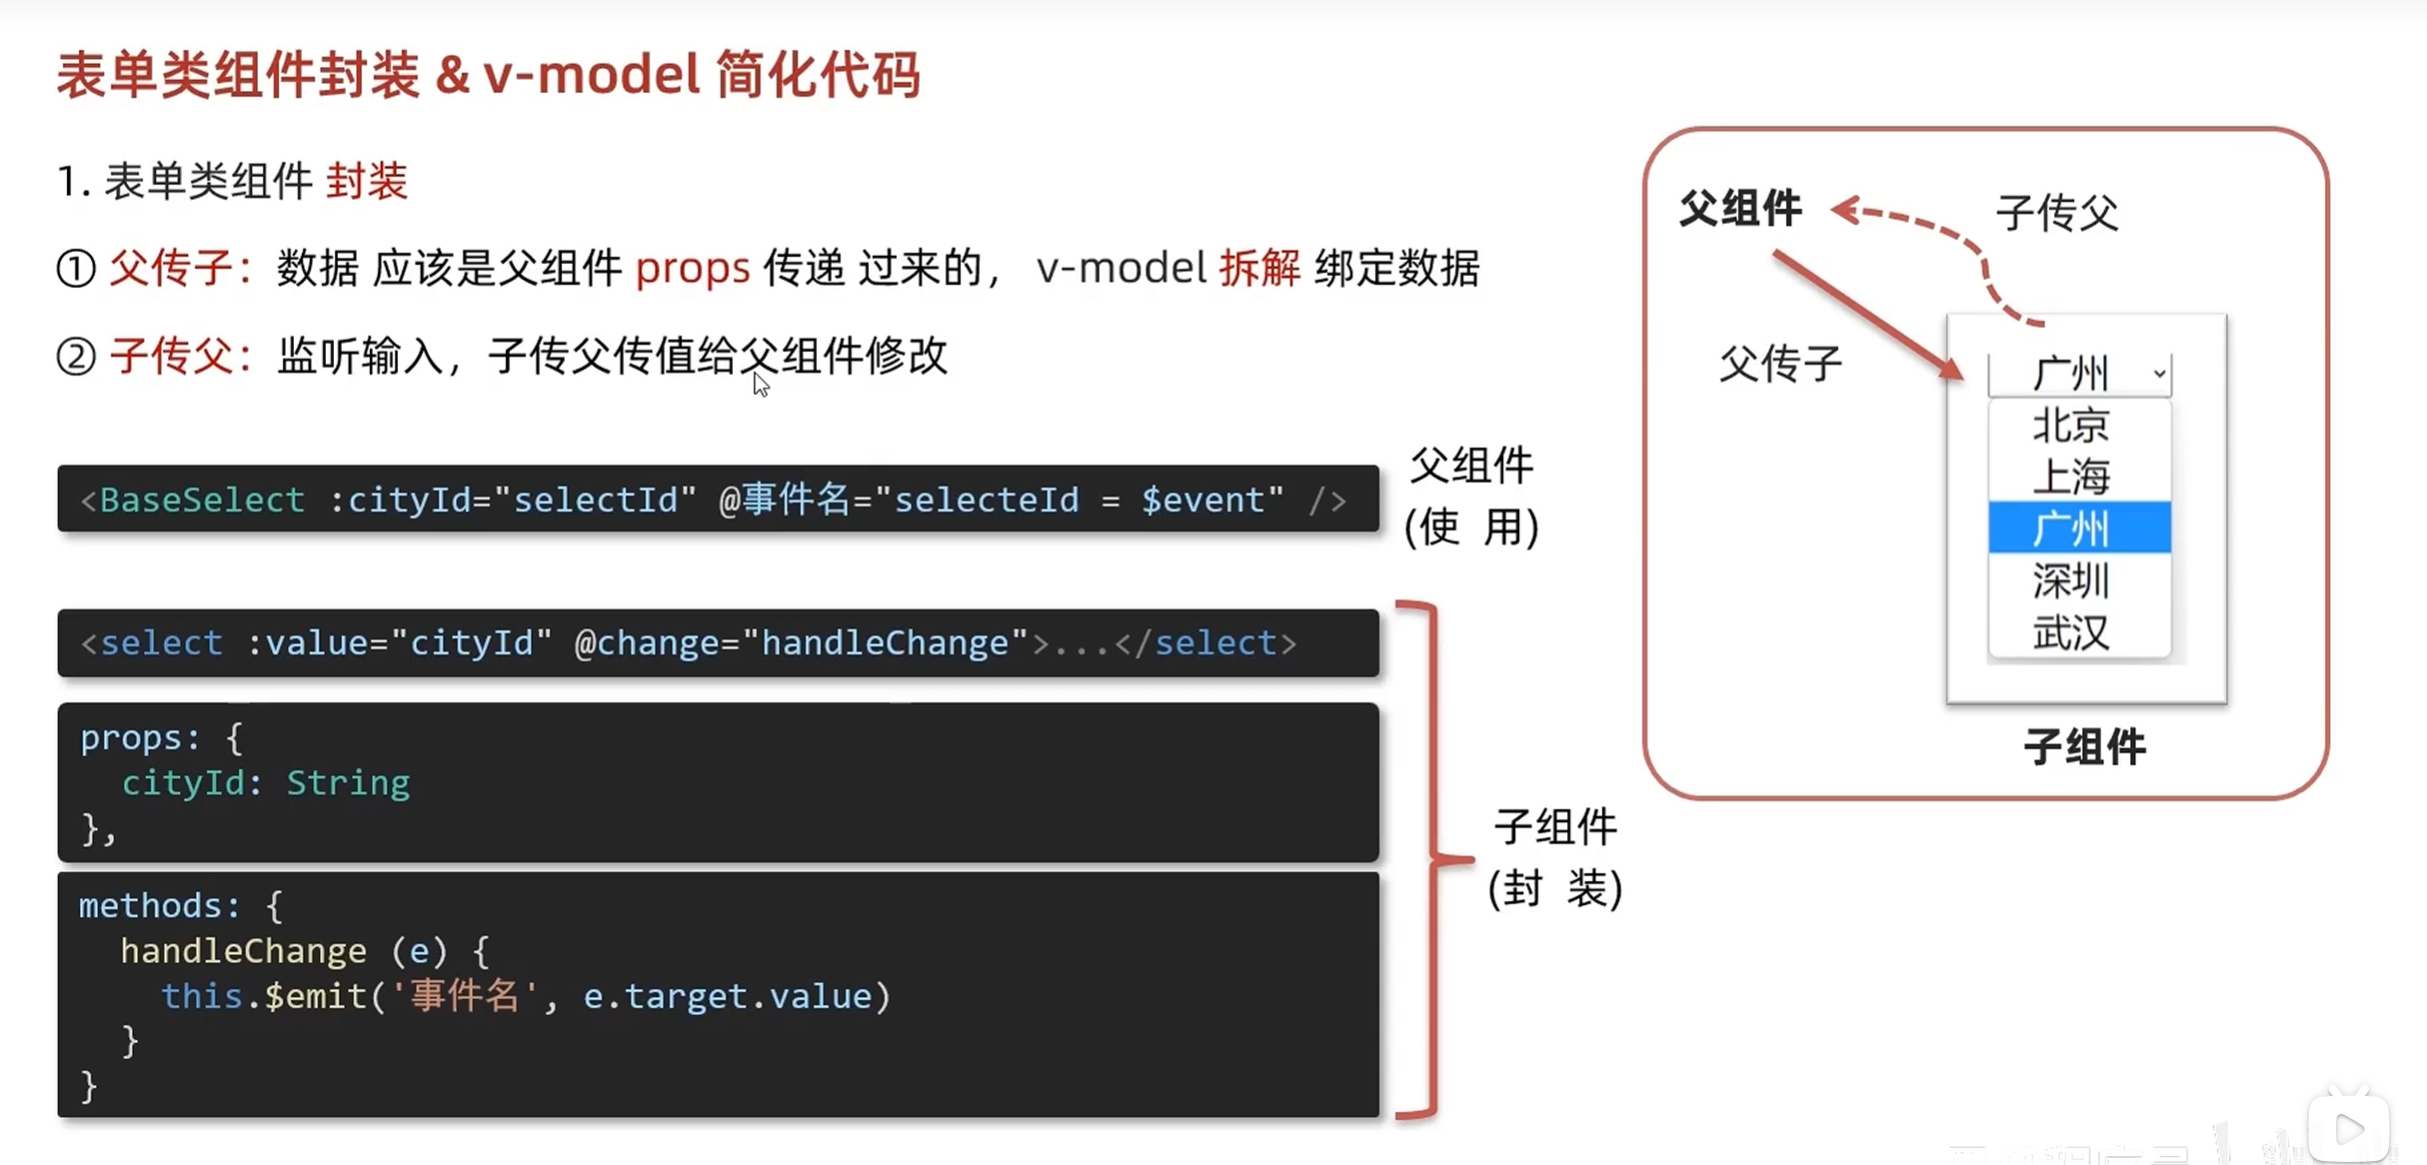 表单类组件封装 & v-model 简化代码
1. 表单类组件 封装
① 父传子：数据 应该是父组件 props 传递 过来的， v-model 拆解 绑定数据
② 子传父：监听输入，子传父传值给父组件修改
<BaseSelect :cityId="selectId" @事件名="selecteId = $event" />
父组件
(使 用)
<select :value="cityId" @change="handleChange">...</select>
props: {
  cityId: String
},
methods: {
  handleChange (e) {
    this.$emit('事件名', e.target.value)
  }
}
子组件
(封 装)
父组件
子传父
父传子
广州
北京
上海
广州
深圳
武汉
子组件